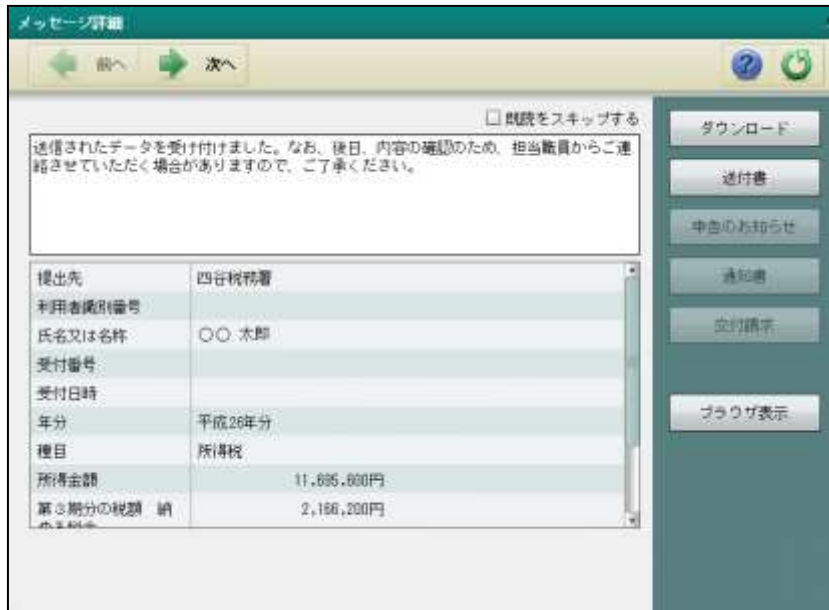 メッセージ詳細
前へ 次へ
既読をスキップする
送信されたデータを受け付けました。なお、後日、内容の確認のため、担当職員からご連
絡させていただく場合がありますので、ご了承ください。
提出先 四谷税務署
利用者識別番号
氏名又は名称 〇〇 太郎
受付番号
受付日時
年分 平成26年分
種目 所得税
所得金額 11,695,600円
第3期分の税額 納 2,166,200円
ダウンロード
送付書
申告のお知らせ
通知書
交付請求
ブラウザ表示